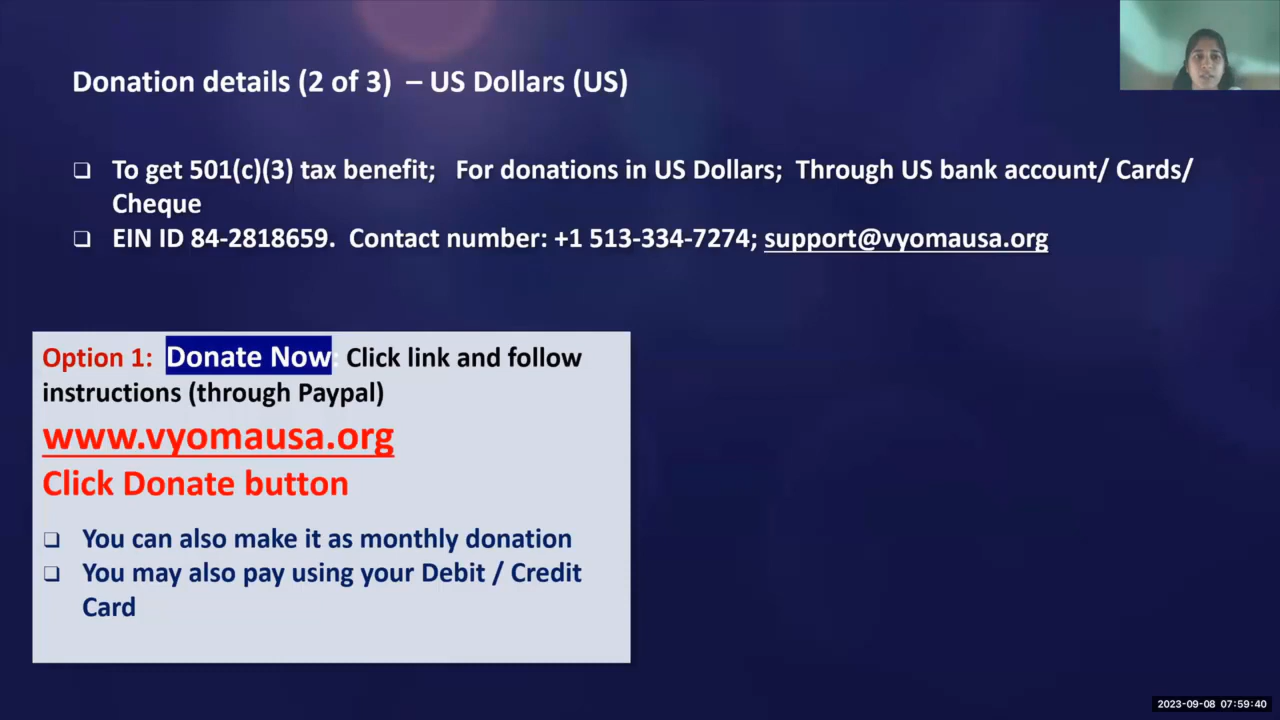 Donation details (2 of 3) – US Dollars (US)
❑ To get 501(c)(3) tax benefit; For donations in US Dollars; Through US bank account/ Cards/
Cheque
❑ EIN ID 84-2818659. Contact number: +1 513-334-7274; support@vyomausa.org
Option 1: Donate Now: Click link and follow
instructions (through Paypal)
www.vyomausa.org
Click Donate button
❑ You can also make it as monthly donation
❑ You may also pay using your Debit / Credit
Card
2023-09-08 07:59:40